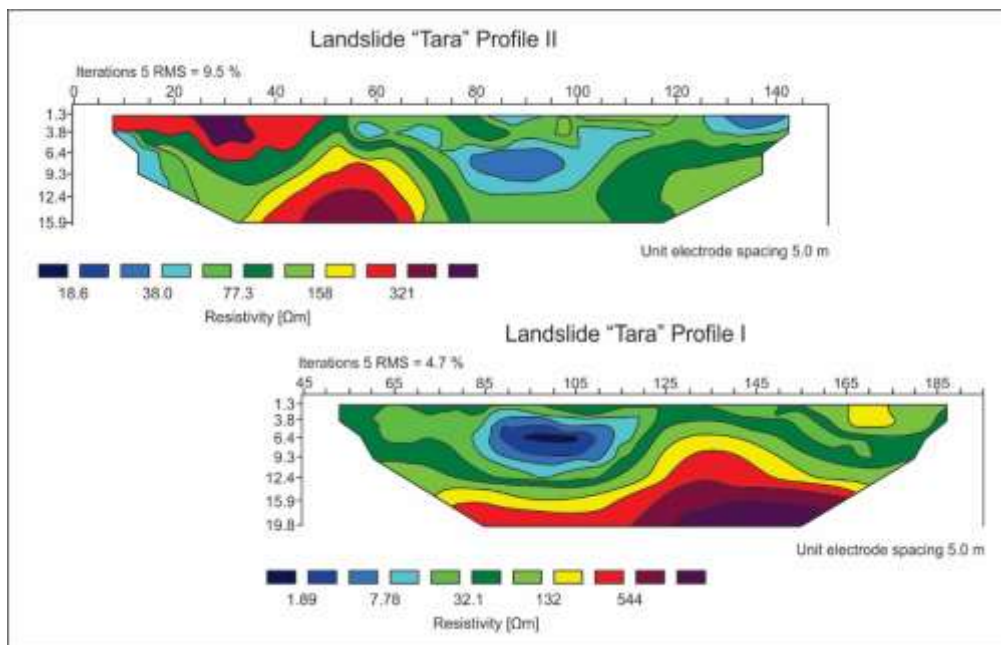 Landslide “Tara” Profile II
Iterations 5 RMS = 9.5 %
0 20 40 60 80 100 120 140
1.3
3.8
6.4
9.3
12.4
15.9
Unit electrode spacing 5.0 m
18.6 38.0 77.3 158 321
Resistivity [Ωm]
Landslide “Tara” Profile I
Iterations 5 RMS = 4.7 %
45 65 85 105 125 145 165 185
1.3
3.8
6.4
9.3
12.4
15.9
19.8
Unit electrode spacing 5.0 m
1.89 7.78 32.1 132 544
Resistivity [Ωm]